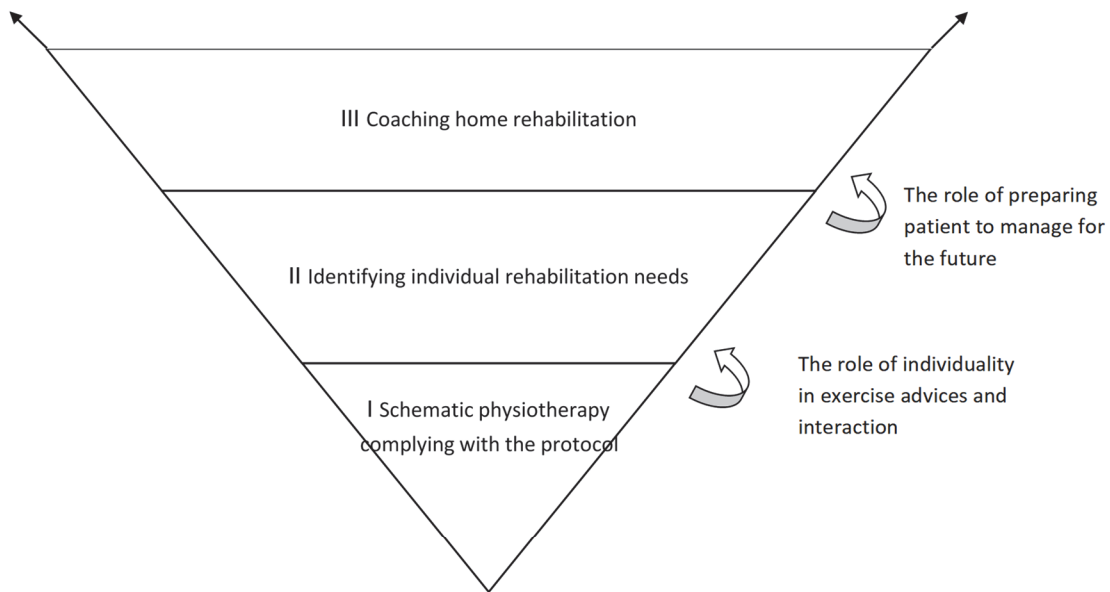 III Coaching home rehabilitation
The role of preparing
patient to manage for
the future
II Identifying individual rehabilitation needs
The role of individuality
in exercise advices and
interaction
I Schematic physiotherapy
complying with the protocol